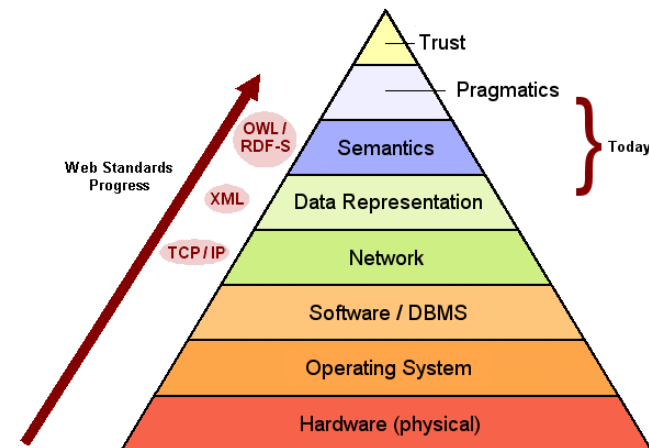 Trust
Pragmatics
OWL /
RDF-S
Semantics
Today
Web Standards
Progress
XML
Data Representation
TCP / IP
Network
Software / DBMS
Operating System
Hardware (physical)